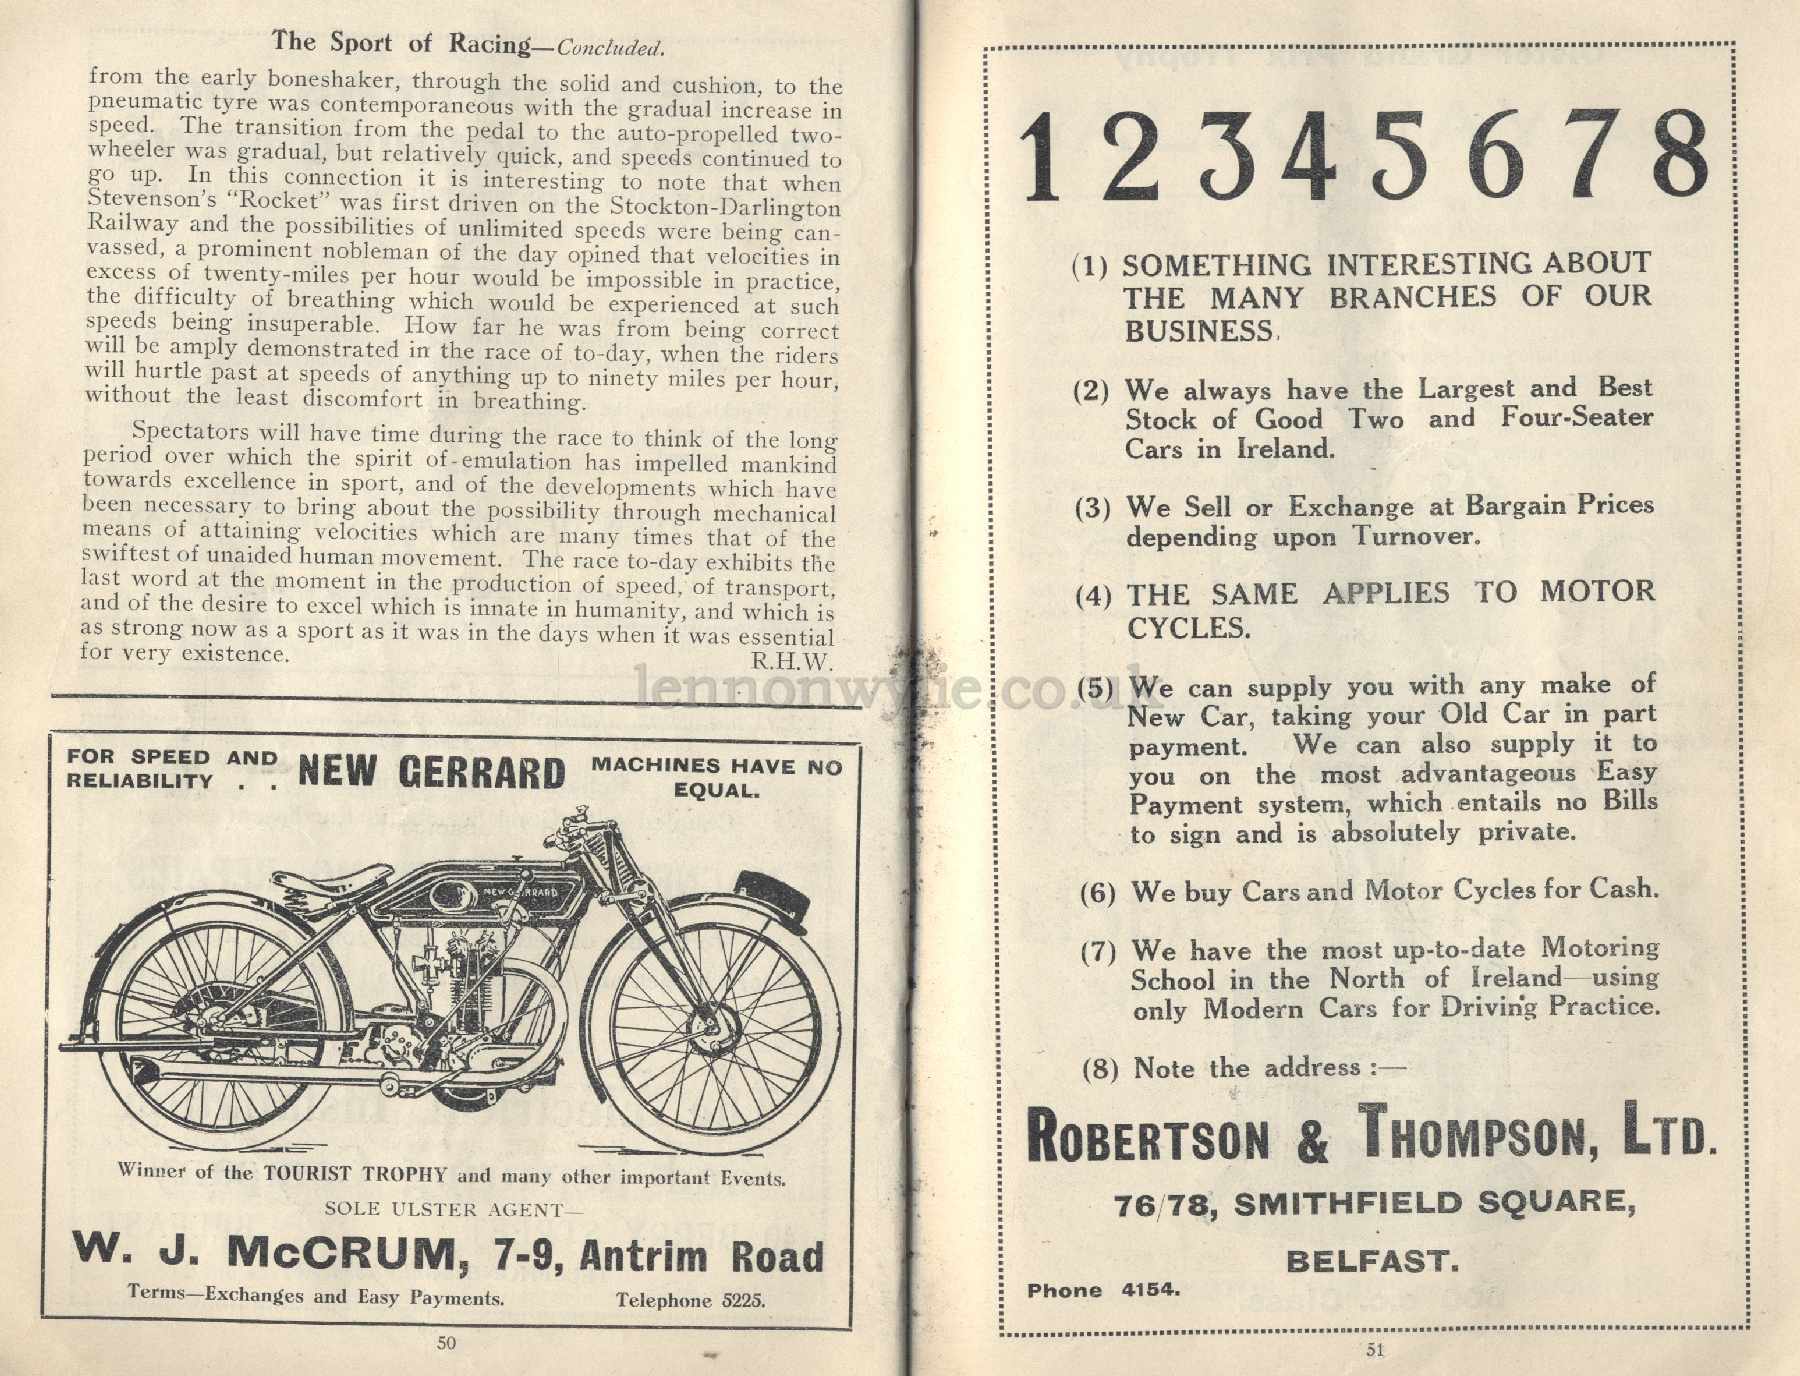 The Sport of Racing—Concluded.
from the early boneshaker, through the solid and cushion, to the
pneumatic tyre was contemporaneous with the gradual increase in
speed. The transition from the pedal to the auto-propelled two-
wheeler was gradual, but relatively quick, and speeds continued to
go up. In this connection it is interesting to note that when
Stevenson's "Rocket" was first driven on the Stockton-Darlington
Railway and the possibilities of unlimited speeds were being can-
vassed, a prominent nobleman of the day opined that velocities in
excess of twenty-miles per hour would be impossible in practice,
the difficulty of breathing which would be experienced at such
speeds being insuperable. How far he was from being correct
will be amply demonstrated in the race of to-day, when the riders
will hurtle past at speeds of anything up to ninety miles per hour,
without the least discomfort in breathing.
Spectators will have time during the race to think of the long
period over which the spirit of emulation has impelled mankind
towards excellence in sport, and of the developments which have
been necessary to bring about the possibility through mechanical
means of attaining velocities which are many times that of the
swiftest of unaided human movement. The race to-day exhibits the
last word at the moment in the production of speed, of transport,
and of the desire to excel which is innate in humanity, and which is
as strong now as a sport as it was in the days when it was essential
for very existence. R.H.W.
FOR SPEED AND
RELIABILITY . .
NEW GERRARD
MACHINES HAVE NO
EQUAL.
NEW GERRARD
Winner of the TOURIST TROPHY and many other important Events.
SOLE ULSTER AGENT—
W. J. McCRUM, 7-9, Antrim Road
Terms—Exchanges and Easy Payments. Telephone 5225.
50
lennonwylie.co.uk
1 2 3 4 5 6 7 8
(1) SOMETHING INTERESTING ABOUT
THE MANY BRANCHES OF OUR
BUSINESS.
(2) We always have the Largest and Best
Stock of Good Two and Four-Seater
Cars in Ireland.
(3) We Sell or Exchange at Bargain Prices
depending upon Turnover.
(4) THE SAME APPLIES TO MOTOR
CYCLES.
(5) We can supply you with any make of
New Car, taking your Old Car in part
payment. We can also supply it to
you on the most advantageous Easy
Payment system, which entails no Bills
to sign and is absolutely private.
(6) We buy Cars and Motor Cycles for Cash.
(7) We have the most up-to-date Motoring
School in the North of Ireland—using
only Modern Cars for Driving Practice.
(8) Note the address :—
ROBERTSON & THOMPSON, LTD.
76/78, SMITHFIELD SQUARE,
BELFAST.
Phone 4154.
51